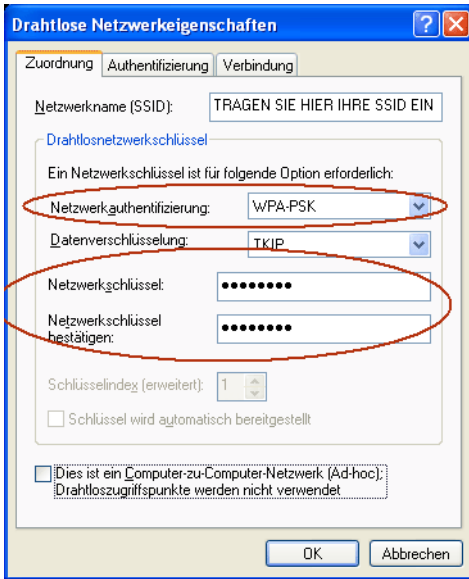 Drahtlose Netzwerkeigenschaften
Zuordnung Authentifizierung Verbindung
Netzwerkname (SSID): TRAGEN SIE HIER IHRE SSID EIN
Drahtlosnetzwerkschlüssel
Ein Netzwerkschlüssel ist für folgende Option erforderlich:
Netzwerkauthentifizierung: WPA-PSK
Datenverschlüsselung: TKIP
Netzwerkschlüssel: ••••••••
Netzwerkschlüssel
bestätigen: ••••••••
Schlüsselindex (erweitert): 1
Schlüssel wird automatisch bereitgestellt
Dies ist ein Computer-zu-Computer-Netzwerk (Ad-hoc);
Drahtloszugriffspunkte werden nicht verwendet
OK Abbrechen